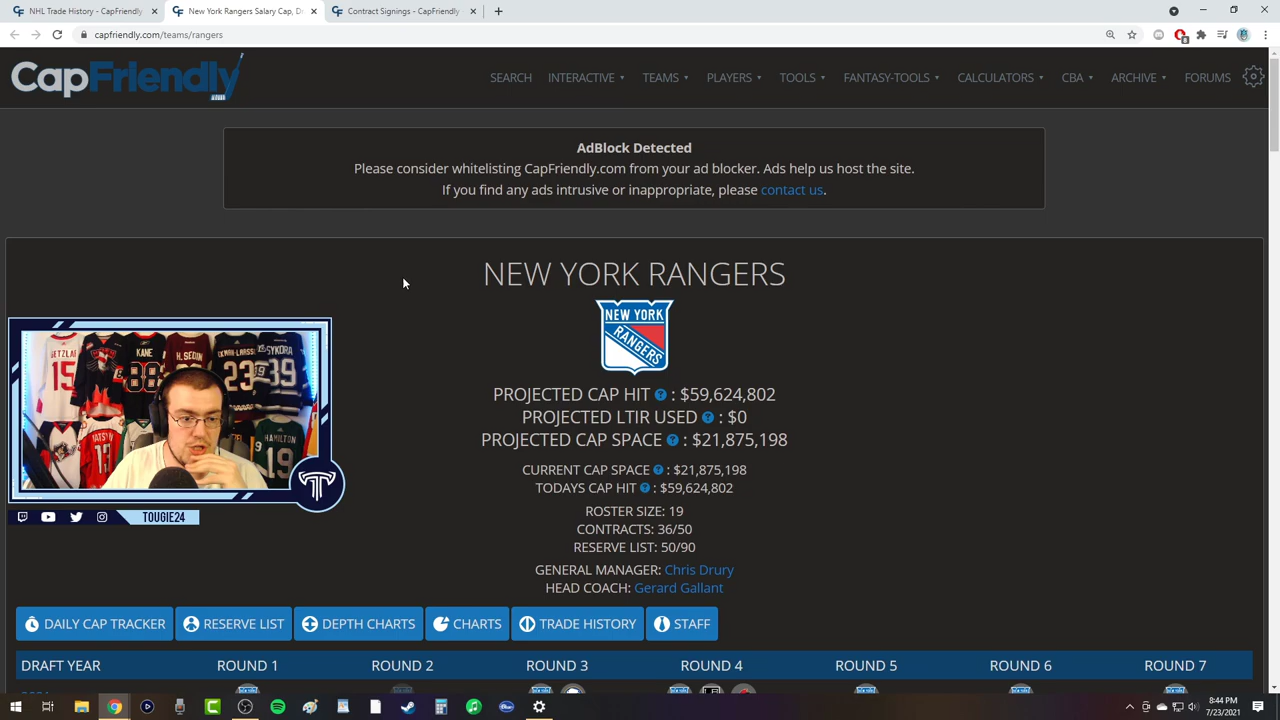 NHL Trade History - CapFriendly
New York Rangers Salary Cap, D
Contract Signings - CapFriendly
capfriendly.com/teams/rangers
CapFriendly
SEARCH INTERACTIVE TEAMS PLAYERS TOOLS FANTASY-TOOLS CALCULATORS CBA ARCHIVE FORUMS
AdBlock Detected
Please consider whitelisting CapFriendly.com from your ad blocker. Ads help us host the site.
If you find any ads intrusive or inappropriate, please contact us.
NEW YORK RANGERS
NEW YORK
RANGERS
PROJECTED CAP HIT ? : $59,624,802
PROJECTED LTIR USED ? : $0
PROJECTED CAP SPACE ? : $21,875,198
CURRENT CAP SPACE ? : $21,875,198
TODAYS CAP HIT ? : $59,624,802
ROSTER SIZE: 19
CONTRACTS: 36/50
RESERVE LIST: 50/90
GENERAL MANAGER: Chris Drury
HEAD COACH: Gerard Gallant
GETZLAF
15
KANE
88
H. SEDIN
23
SYKORA
39
13
HAMILTON
19
TOUGIE24
DAILY CAP TRACKER RESERVE LIST DEPTH CHARTS CHARTS TRADE HISTORY STAFF
DRAFT YEAR ROUND 1 ROUND 2 ROUND 3 ROUND 4 ROUND 5 ROUND 6 ROUND 7
8:44 PM
7/23/2021